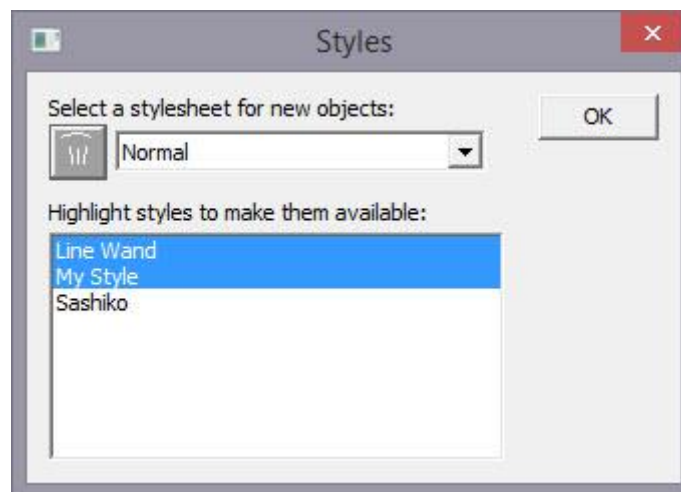 Styles
Select a stylesheet for new objects:
OK
Normal
Highlight styles to make them available:
Line Wand
My Style
Sashiko